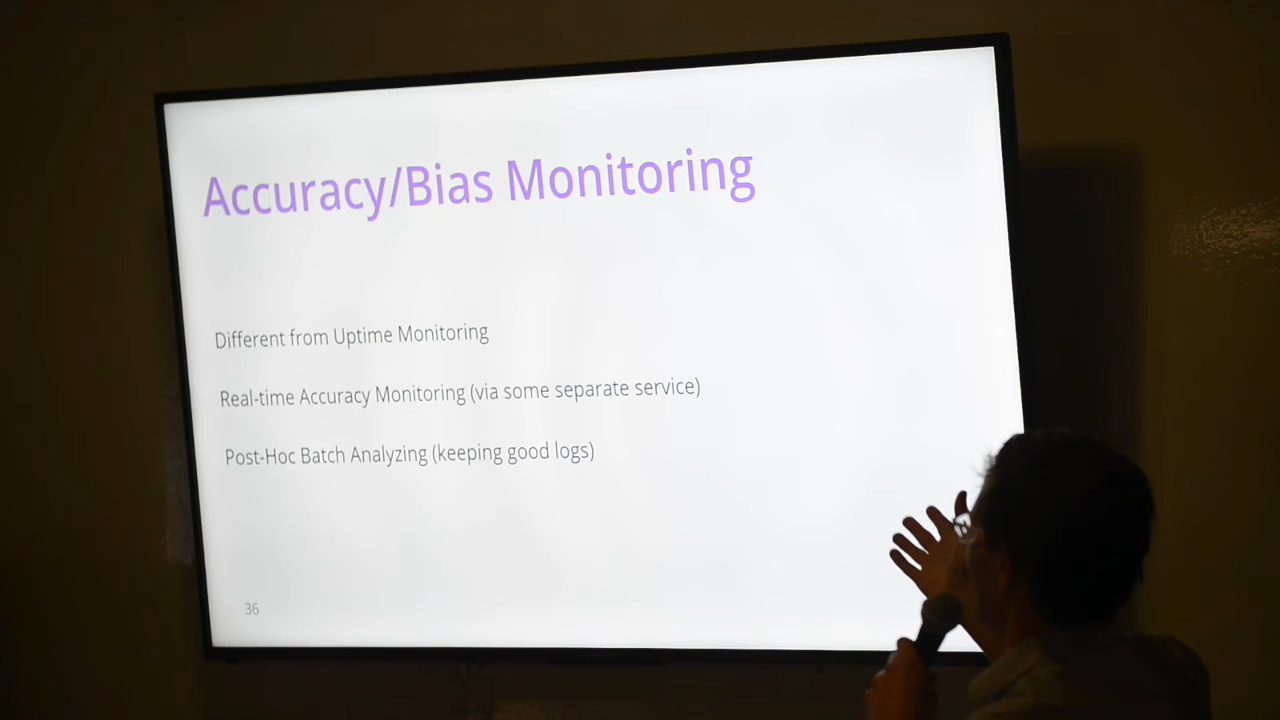 Accuracy/Bias Monitoring
Different from Uptime Monitoring
Real-time Accuracy Monitoring (via some separate service)
Post-Hoc Batch Analyzing (keeping good logs)
36